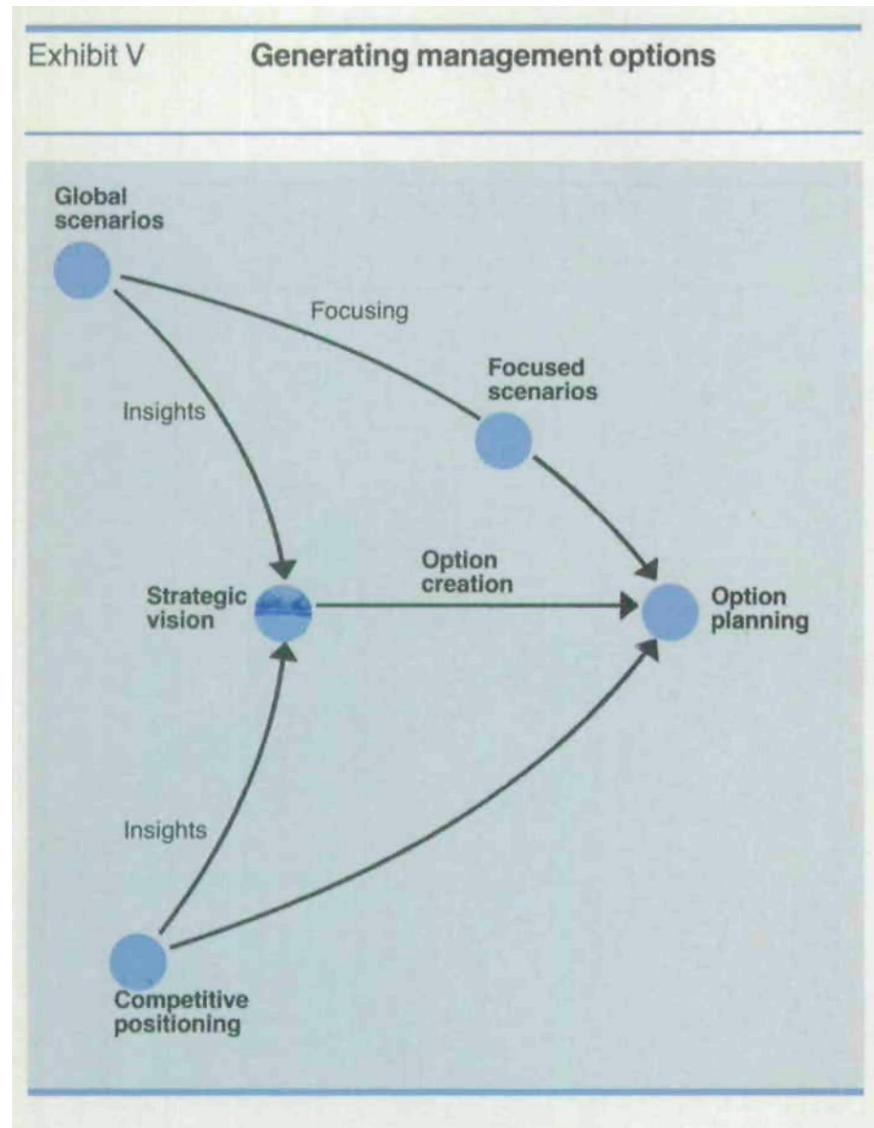 Exhibit V Generating management options
Global
scenarios
Focusing
Focused
scenarios
Insights
Option
creation
Strategic
vision
Option
planning
Insights
Competitive
positioning